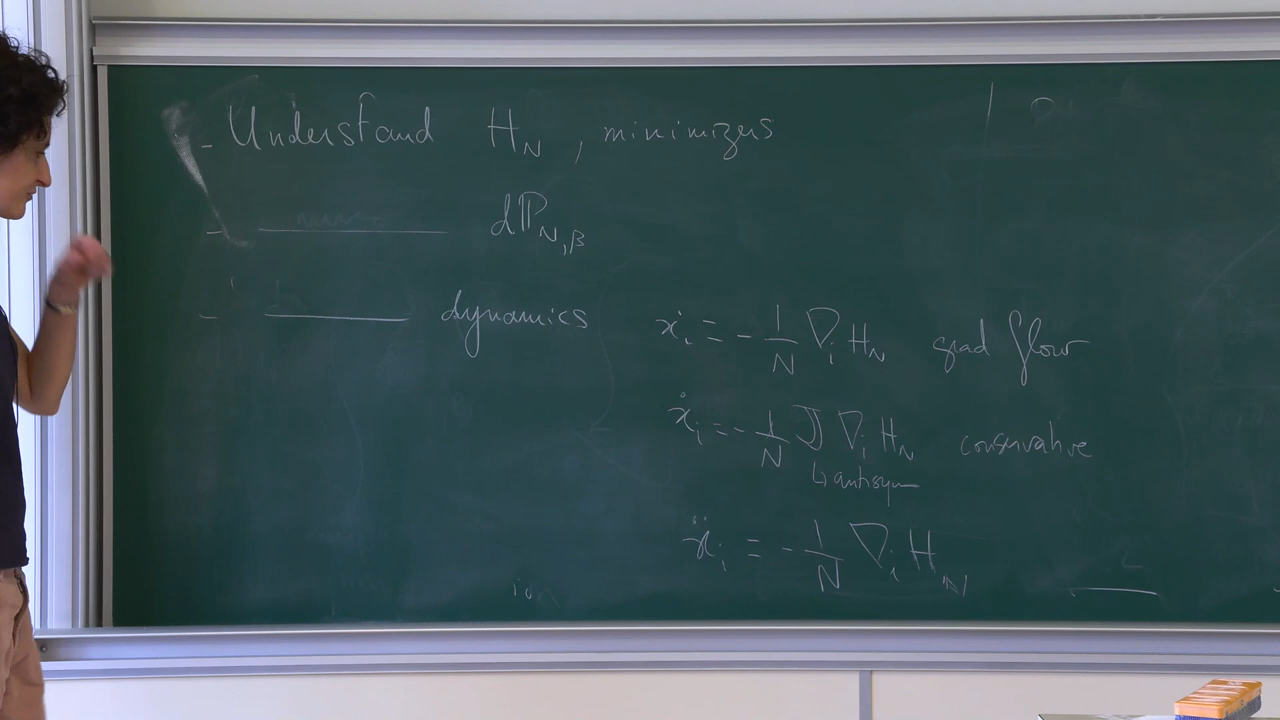 - Understand H_N , minimizers
- ——— dℙ_{N,β}
- ——— dynamics ẋ_i = - 1/N ∇_i H_N grad flow
ẋ_i = - 1/N 𝕁 ∇_i H_N conservative
↳ antisym
ẍ_i = - 1/N ∇_i H_N